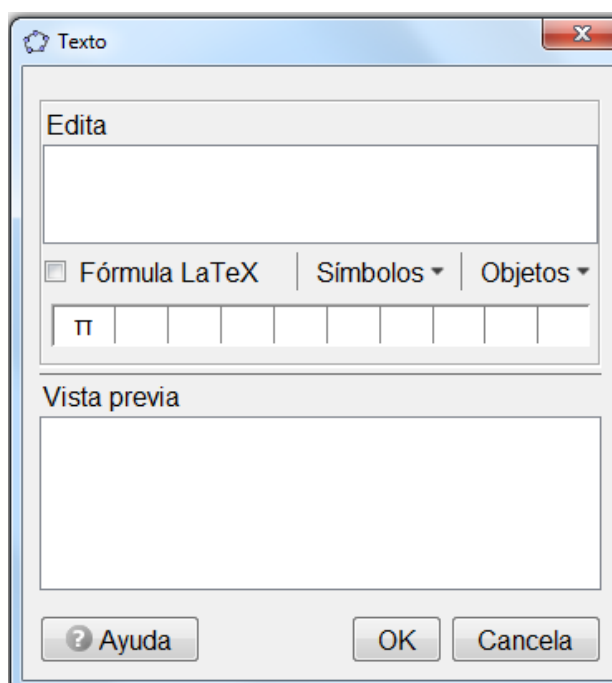 Texto
Edita
Fórmula LaTeX Símbolos Objetos
π
Vista previa
? Ayuda OK Cancela